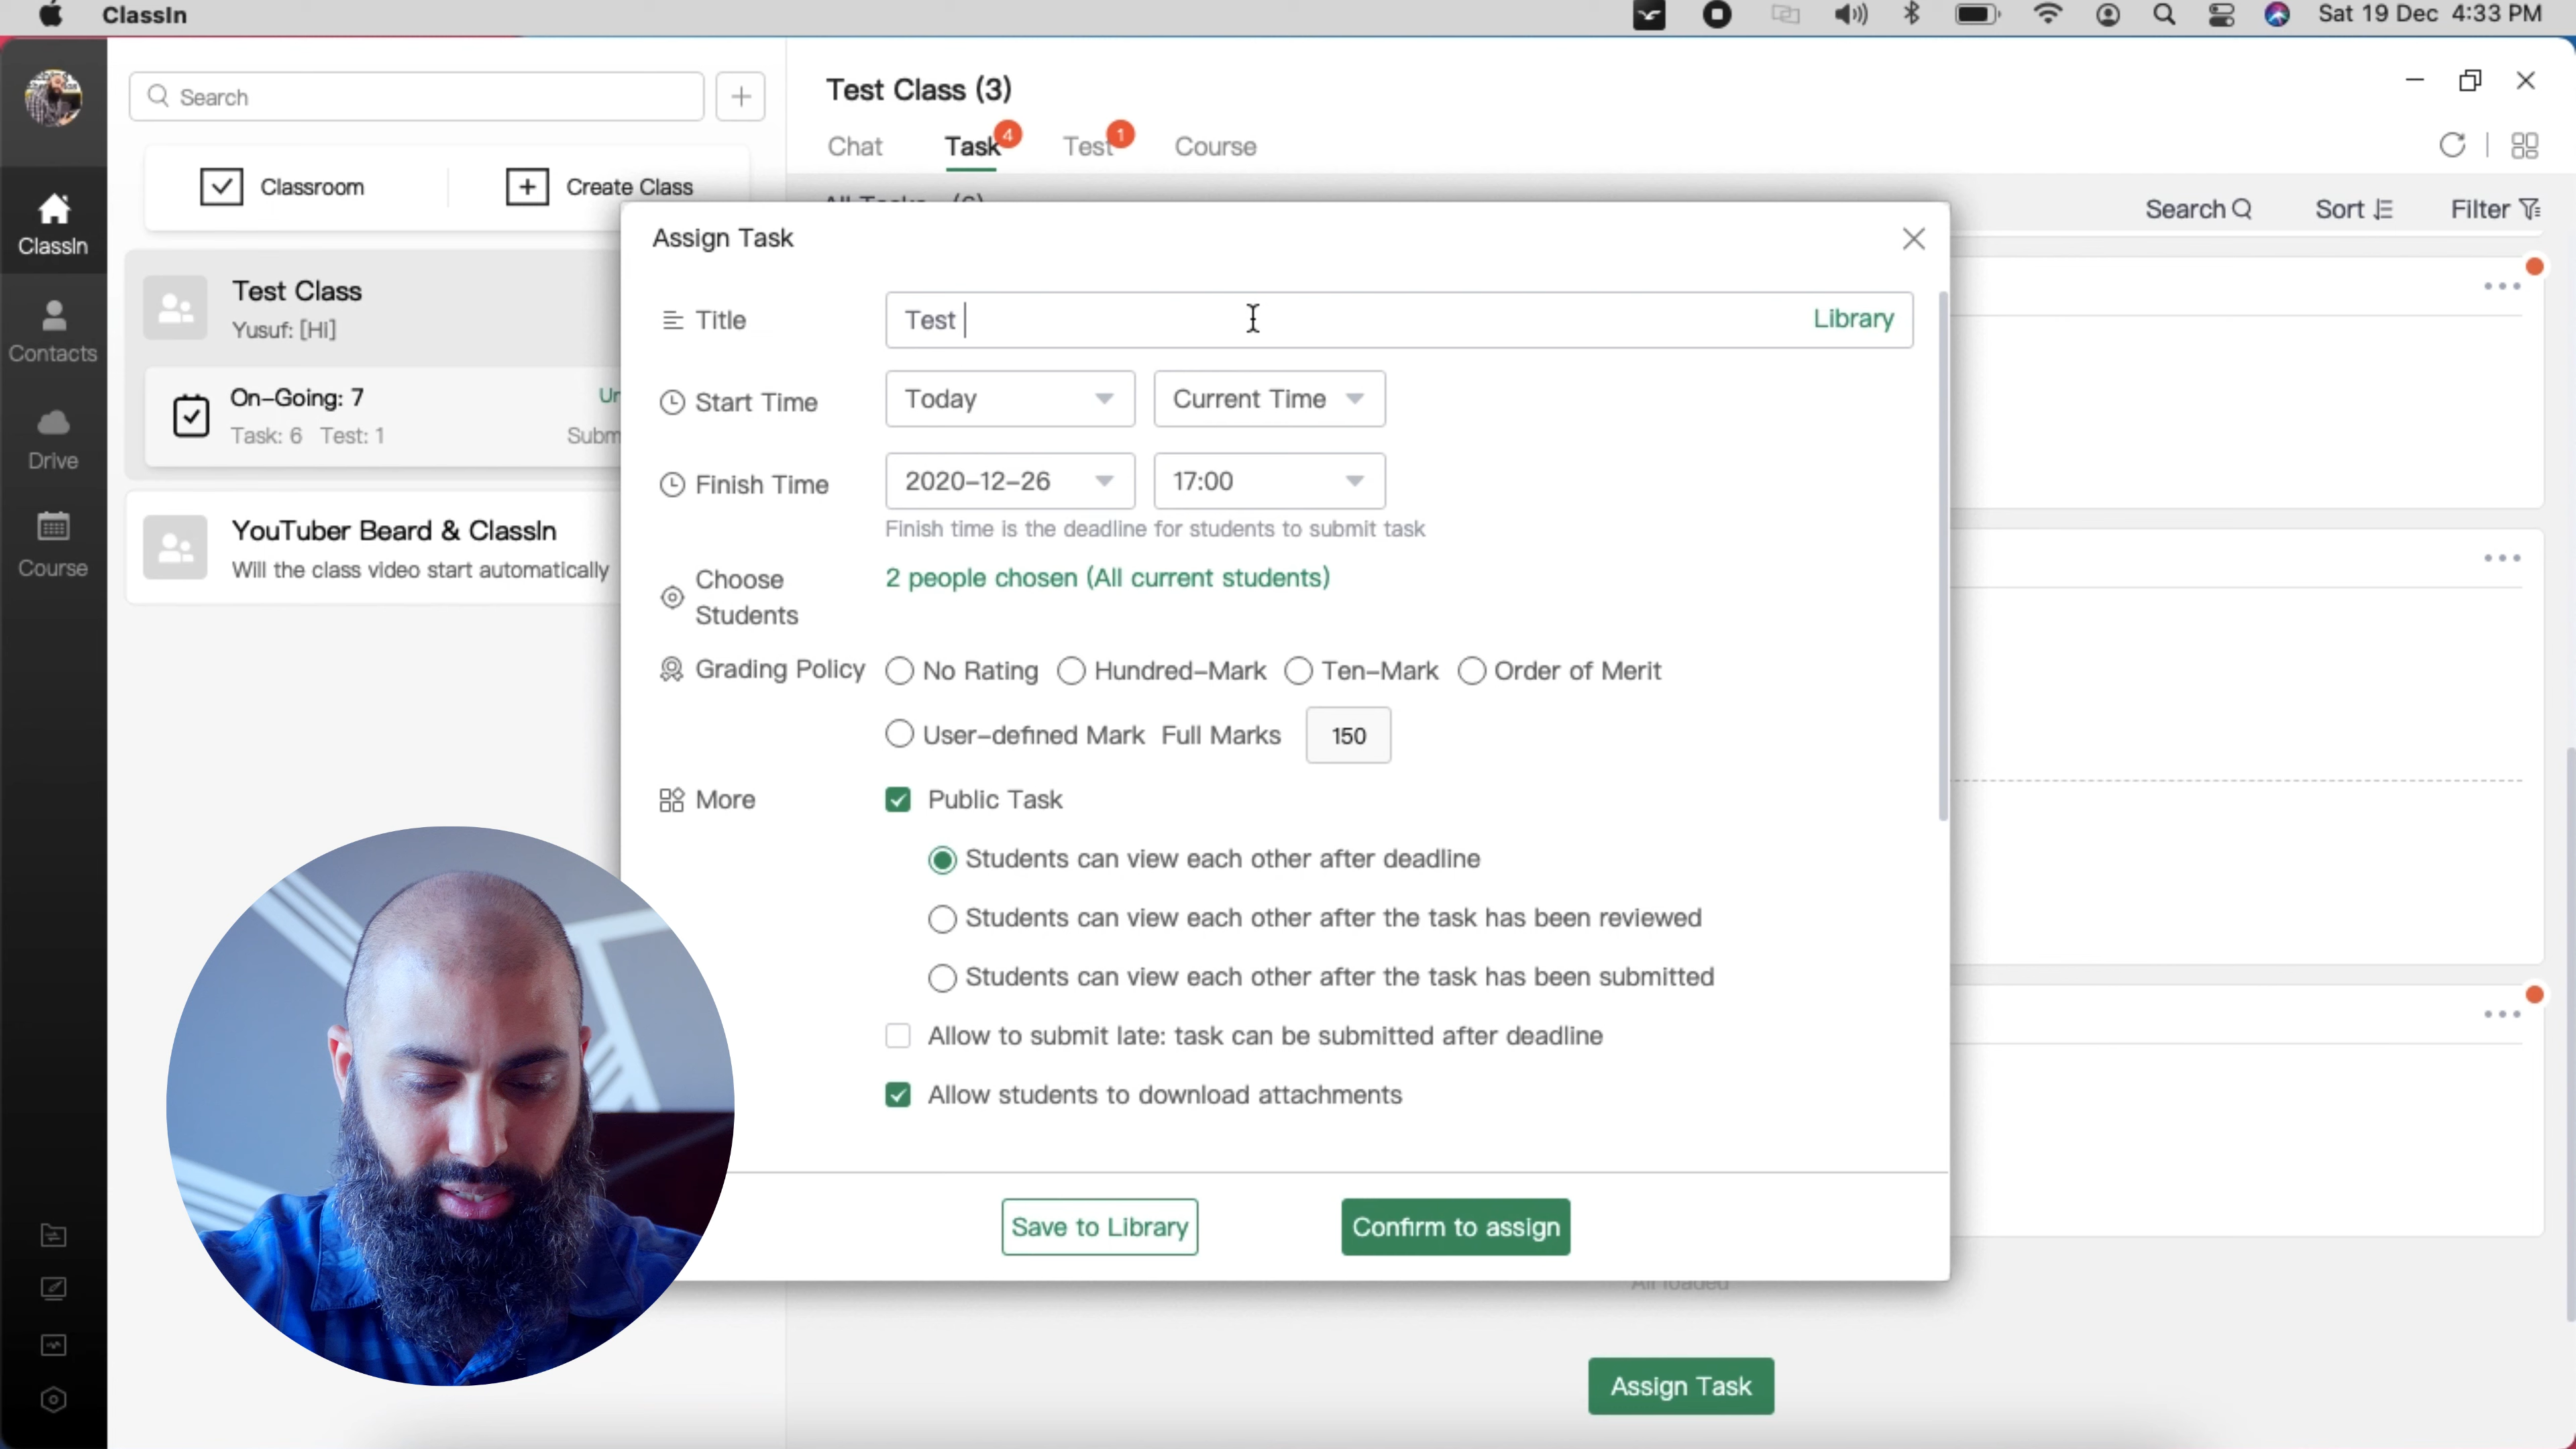 ClassIn
Sat 19 Dec 4:33 PM
Search
Classroom
Create Class
ClassIn
Contacts
Drive
Course
Test Class
Yusuf: [Hi]
On-Going: 7
Task: 6 Test: 1
YouTuber Beard & ClassIn
Will the class video start automatically
Test Class (3)
Chat
Task
4
Test
1
Course
All Tasks (6)
Search
Sort
Filter
Assign Task
Title
Test
Library
Start Time
Today
Current Time
Finish Time
2020-12-26
17:00
Finish time is the deadline for students to submit task
Choose
Students
2 people chosen (All current students)
Grading Policy
No Rating
Hundred-Mark
Ten-Mark
Order of Merit
User-defined Mark
Full Marks
150
More
Public Task
Students can view each other after deadline
Students can view each other after the task has been reviewed
Students can view each other after the task has been submitted
Allow to submit late: task can be submitted after deadline
Allow students to download attachments
Save to Library
Confirm to assign
All loaded
Assign Task